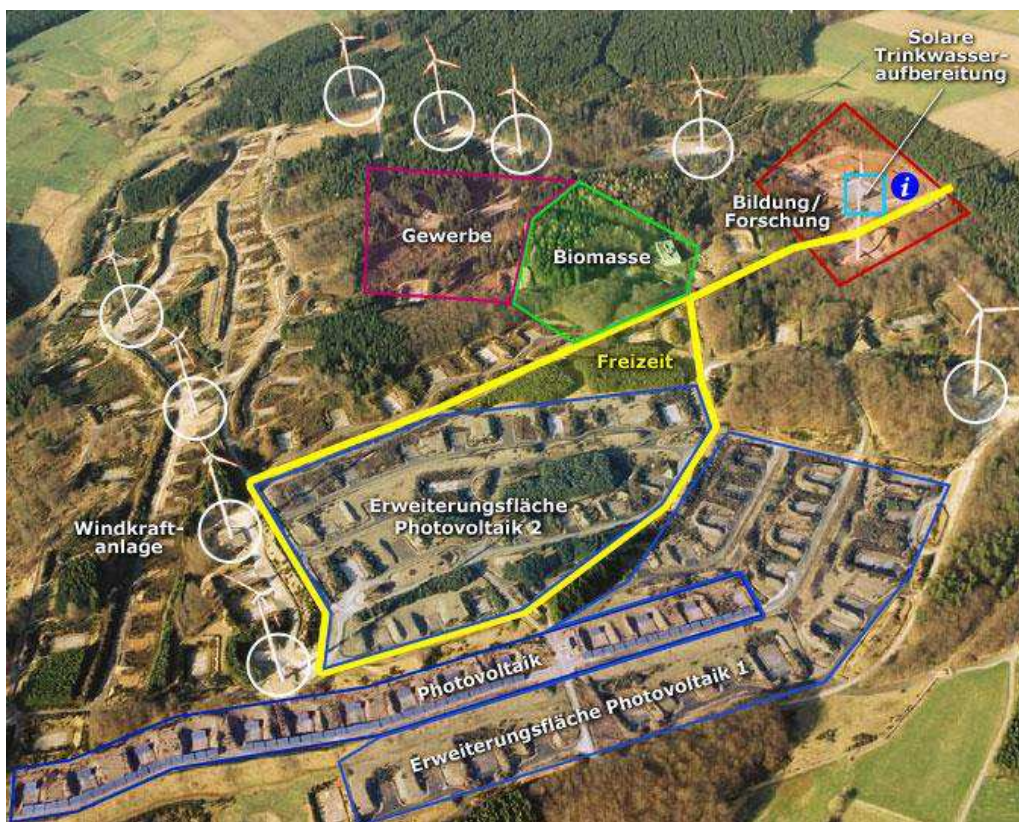 Solare
Trinkwasser-
aufbereitung
i
Bildung/
Forschung
Gewerbe
Biomasse
Freizeit
Erweiterungsfläche
Photovoltaik 2
Windkraft-
anlage
Photovoltaik
Erweiterungsfläche Photovoltaik 1